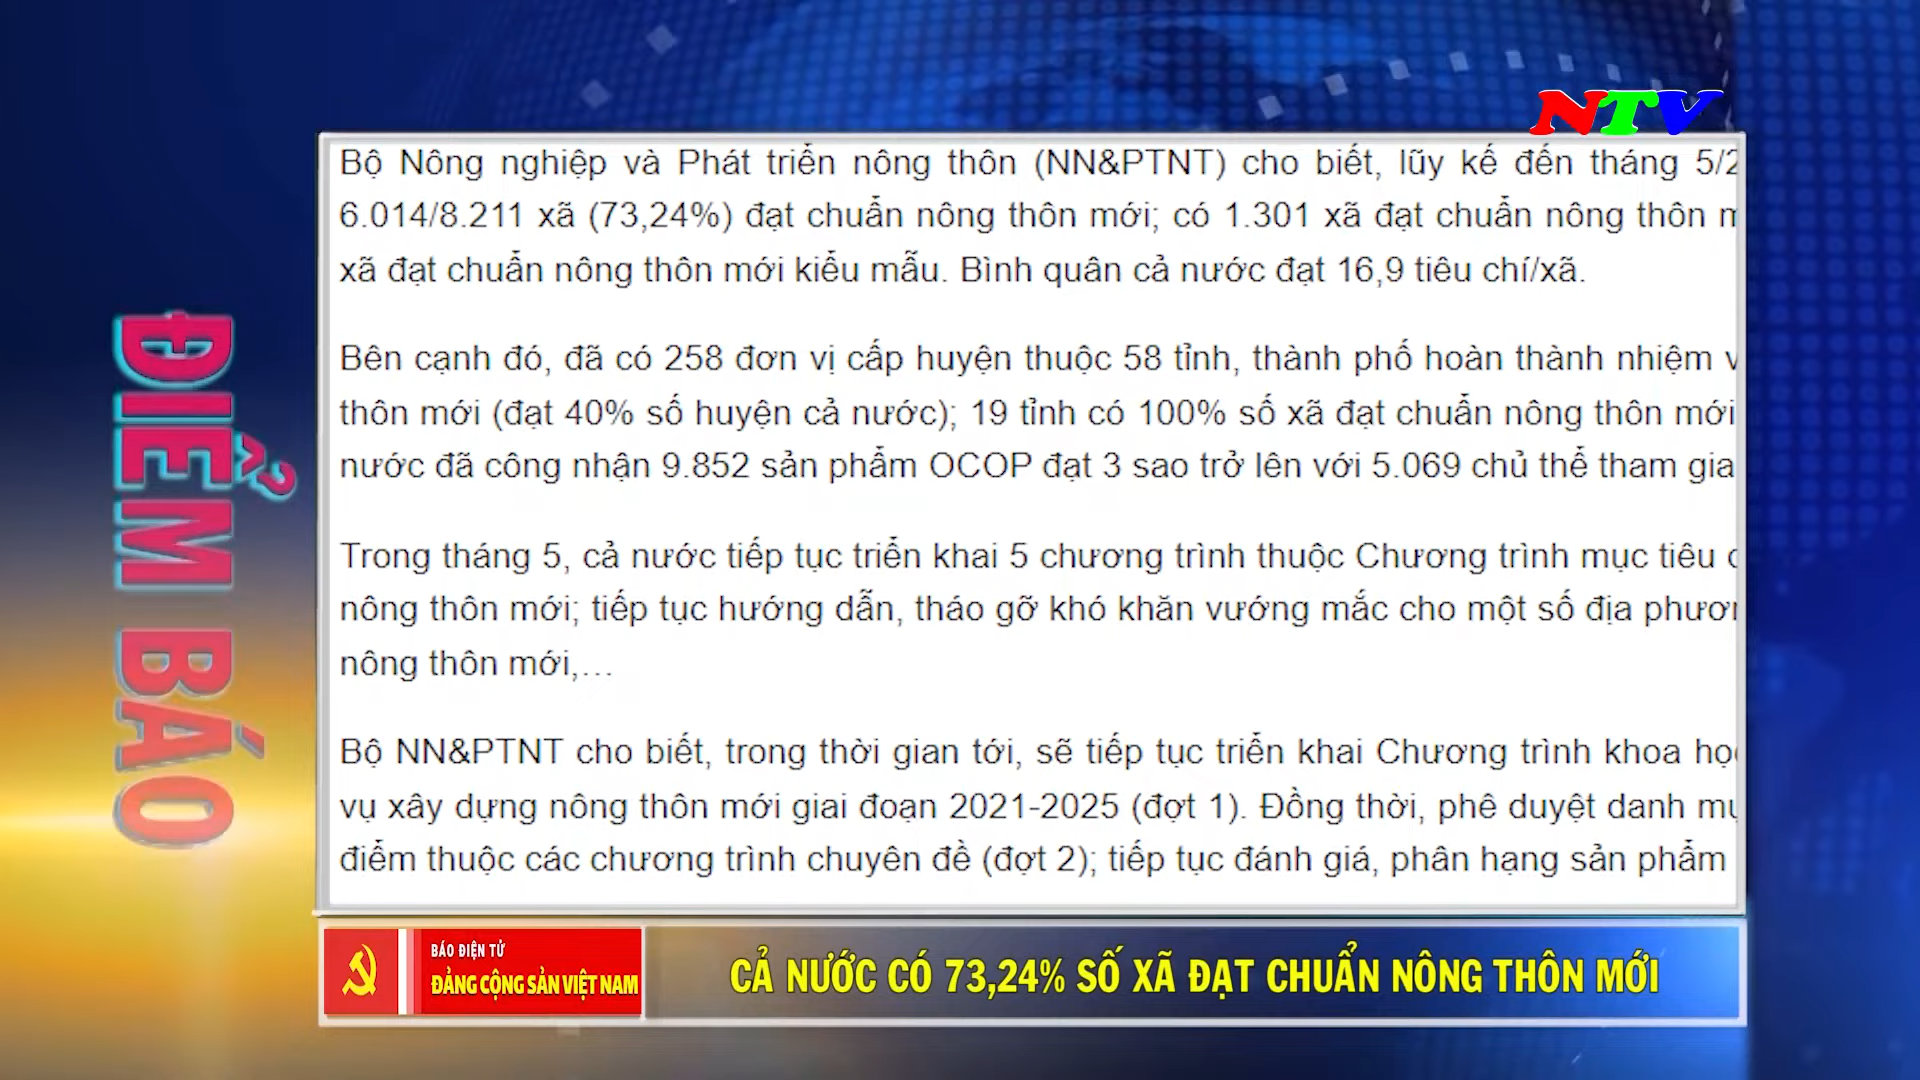 NTV
Bộ Nông nghiệp và Phát triển nông thôn (NN&PTNT) cho biết, lũy kế đến tháng 5/2
6.014/8.211 xã (73,24%) đạt chuẩn nông thôn mới; có 1.301 xã đạt chuẩn nông thôn
xã đạt chuẩn nông thôn mới kiểu mẫu. Bình quân cả nước đạt 16,9 tiêu chí/xã.
Bên cạnh đó, đã có 258 đơn vị cấp huyện thuộc 58 tỉnh, thành phố hoàn thành nhiệm
thôn mới (đạt 40% số huyện cả nước); 19 tỉnh có 100% số xã đạt chuẩn nông thôn mới
nước đã công nhận 9.852 sản phẩm OCOP đạt 3 sao trở lên với 5.069 chủ thể tham gia
Trong tháng 5, cả nước tiếp tục triển khai 5 chương trình thuộc Chương trình mục tiêu
nông thôn mới; tiếp tục hướng dẫn, tháo gỡ khó khăn vướng mắc cho một số địa
nông thôn mới,...
Bộ NN&PTNT cho biết, trong thời gian tới, sẽ tiếp tục triển khai Chương trình khoa
vụ xây dựng nông thôn mới giai đoạn 2021-2025 (đợt 1). Đồng thời, phê duyệt danh
điểm thuộc các chương trình chuyên đề (đợt 2); tiếp tục đánh giá, phân hạng sản phẩm
ĐIỂM BÁO
BÁO ĐIỆN TỬ
ĐẢNG CỘNG SẢN VIỆT NAM
CẢ NƯỚC CÓ 73,24% SỐ XÃ ĐẠT CHUẨN NÔNG THÔN MỚI